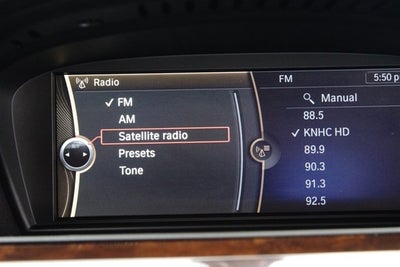 Radio
✓ FM
AM
Satellite radio
Presets
Tone
FM
5:50 p
Manual
88.5
✓ KNHC HD
89.9
90.3
91.3
92.5